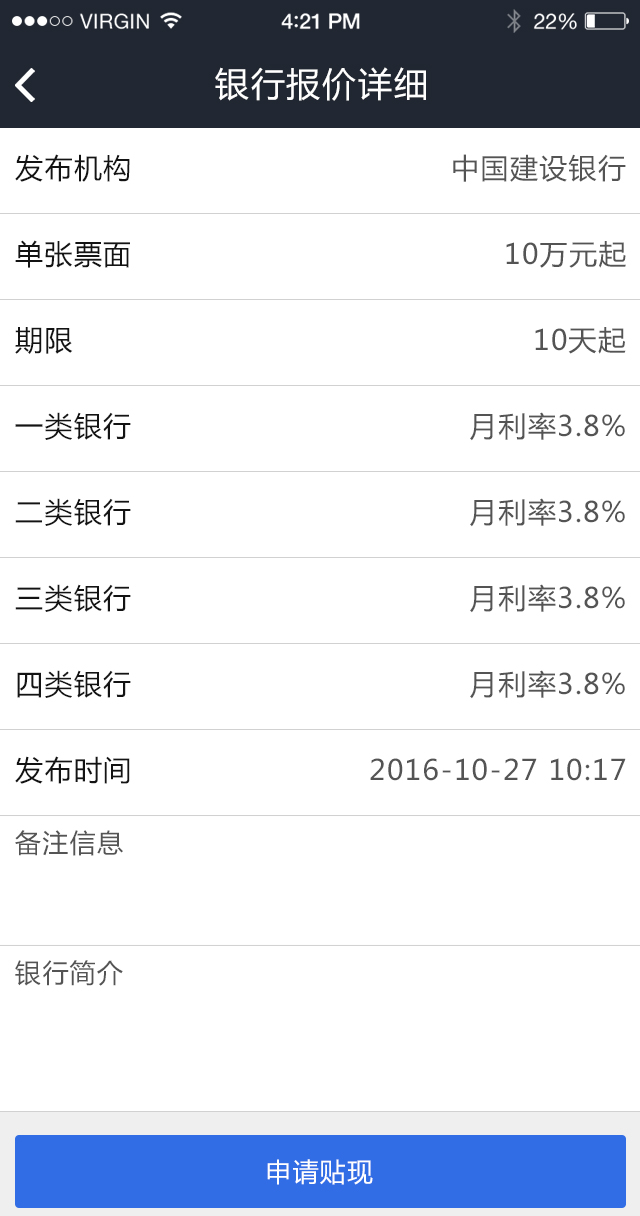 VIRGIN 4:21 PM 22%
银行报价详细
发布机构 中国建设银行
单张票面 10万元起
期限 10天起
一类银行 月利率3.8%
二类银行 月利率3.8%
三类银行 月利率3.8%
四类银行 月利率3.8%
发布时间 2016-10-27 10:17
备注信息
银行简介
申请贴现